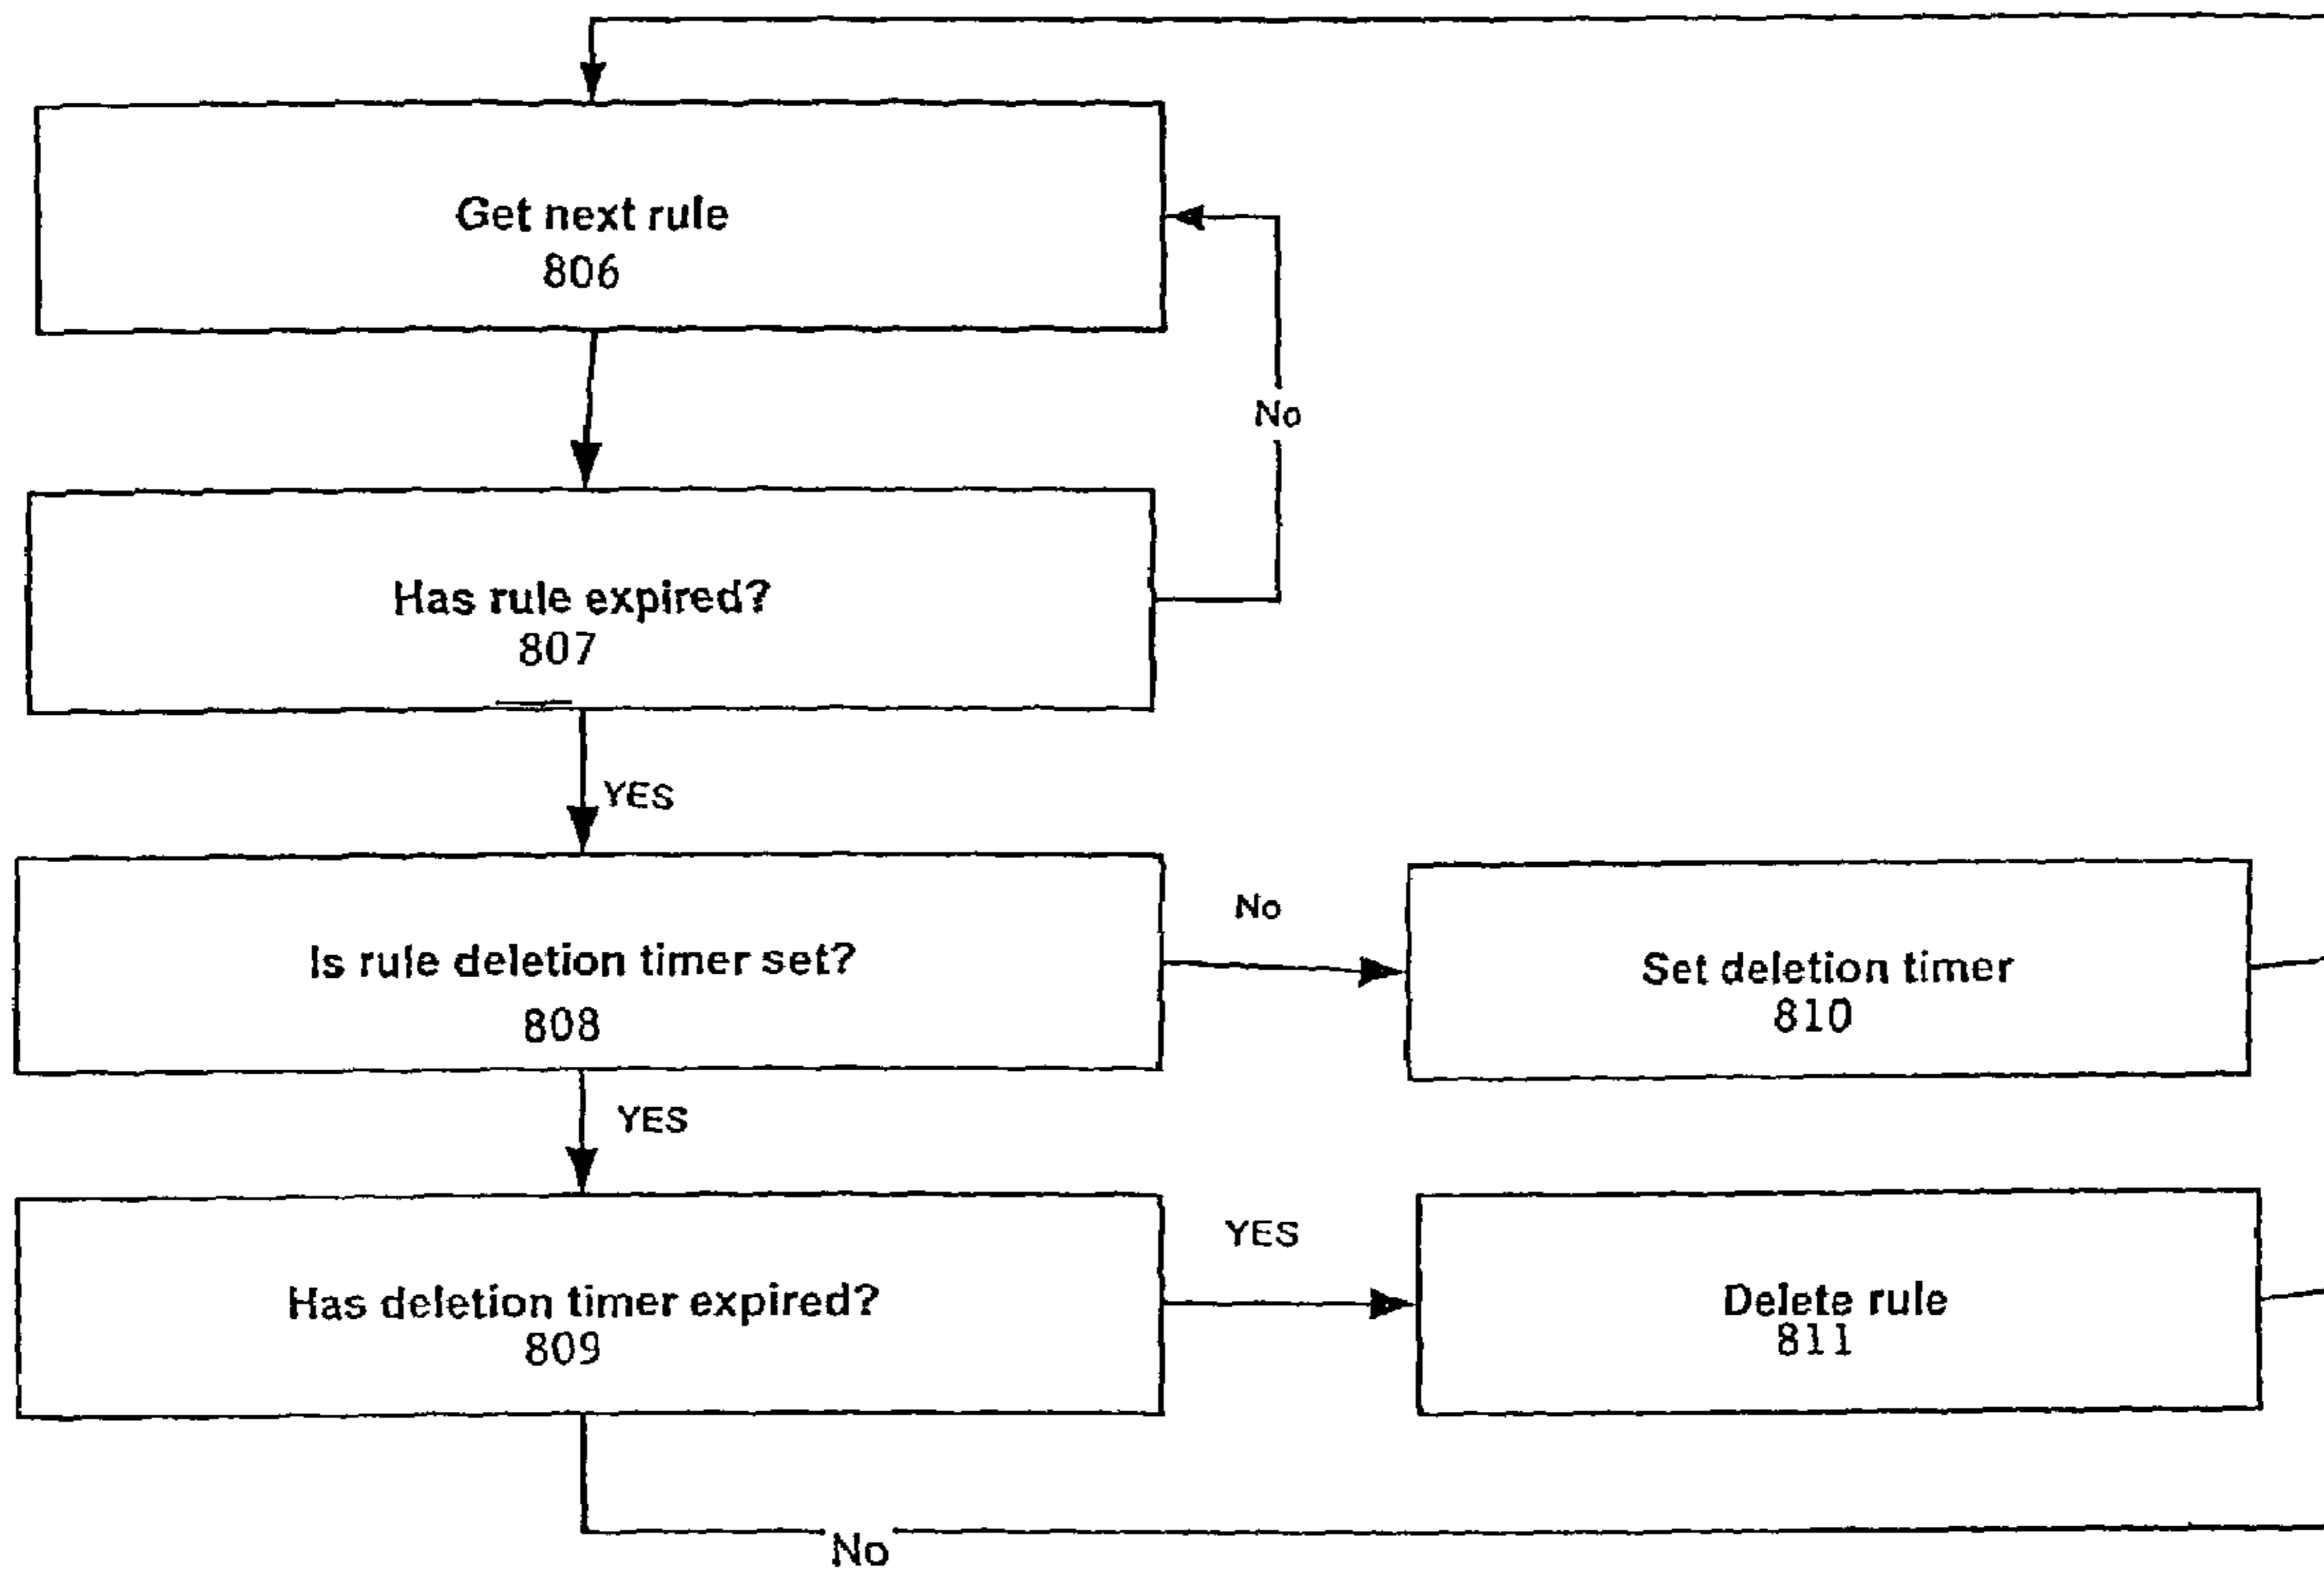 Get next rule
806
No
Has rule expired?
807
YES
Is rule deletion timer set?
808
No
Set deletion timer
810
YES
Has deletion timer expired?
809
YES
Delete rule
811
No